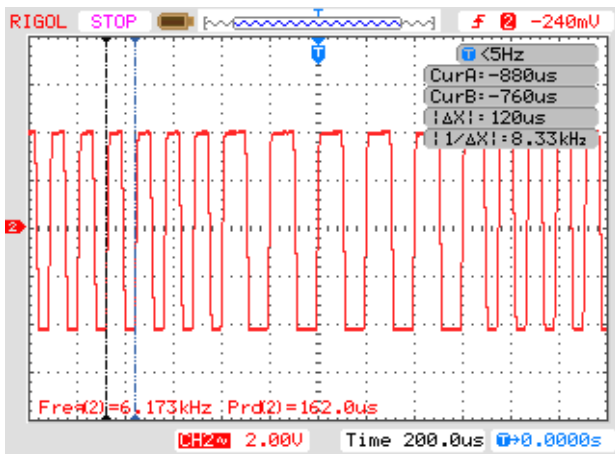 RIGOL STOP T f 2 -240mV
T <5Hz
CurA:-880us
CurB:-760us
|ΔX|: 120us
|1/ΔX|:8.33kHz
2
Freq(2)=6.173kHz Prd(2)=162.0us
CH2~ 2.00V Time 200.0us T→0.0000s